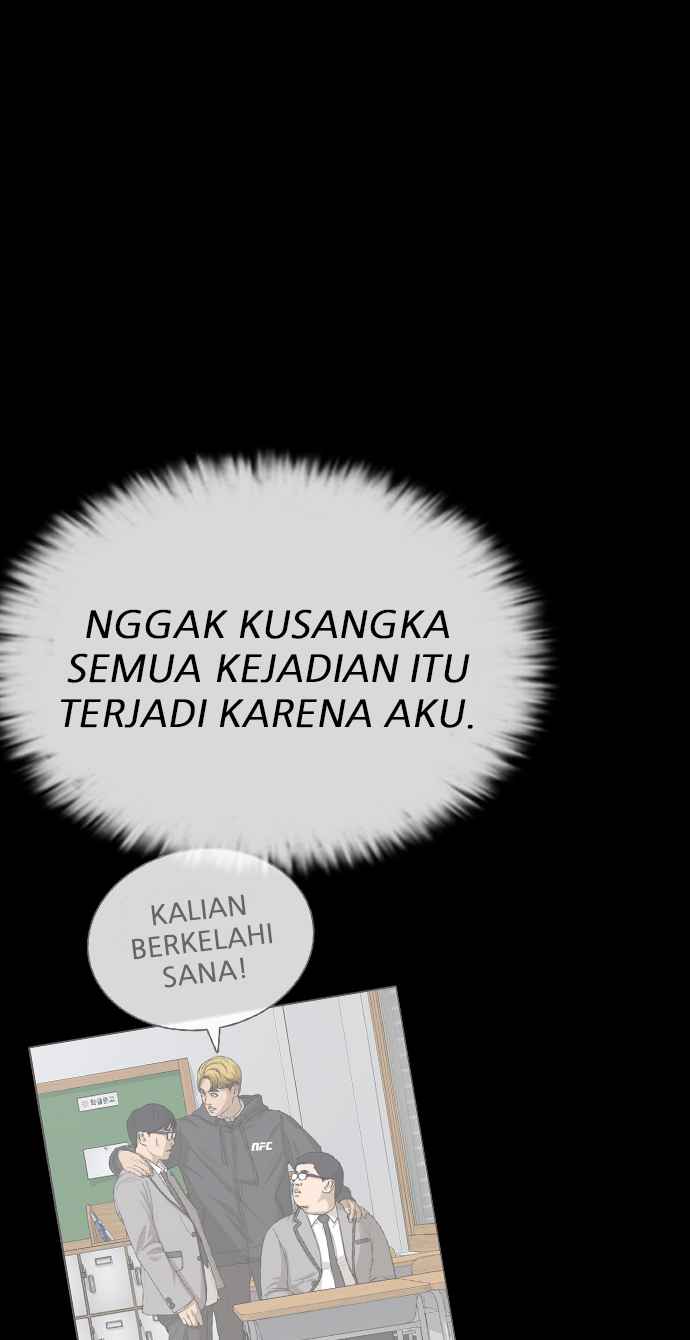 NGGAK KUSANGKA
SEMUA KEJADIAN ITU
TERJADI KARENA AKU.
KALIAN
BERKELAHI
SANA!
NFC